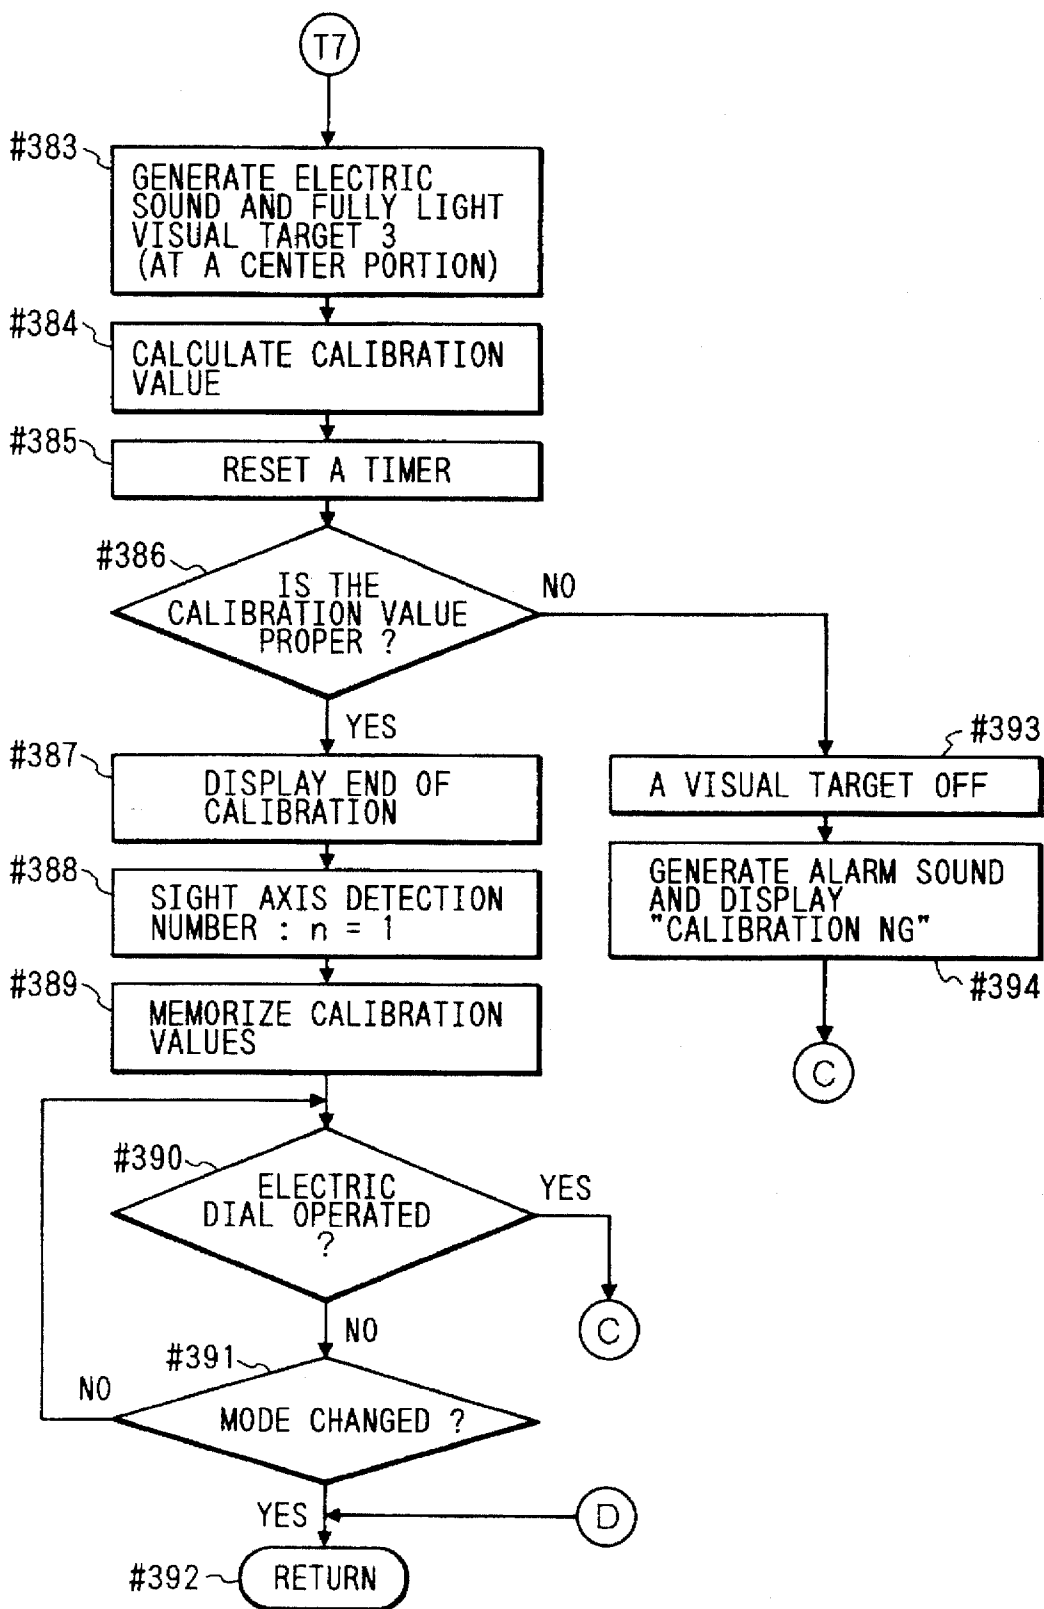 T7
#383
GENERATE ELECTRIC
SOUND AND FULLY LIGHT
VISUAL TARGET 3
(AT A CENTER PORTION)
#384
CALCULATE CALIBRATION
VALUE
#385
RESET A TIMER
#386
IS THE
CALIBRATION VALUE
PROPER ?
NO
YES
#387
DISPLAY END OF
CALIBRATION
#388
SIGHT AXIS DETECTION
NUMBER : n = 1
#389
MEMORIZE CALIBRATION
VALUES
#393
A VISUAL TARGET OFF
GENERATE ALARM SOUND
AND DISPLAY
"CALIBRATION NG"
#394
C
#390
ELECTRIC
DIAL OPERATED
?
YES
C
NO
#391
MODE CHANGED ?
NO
YES
D
#392
RETURN